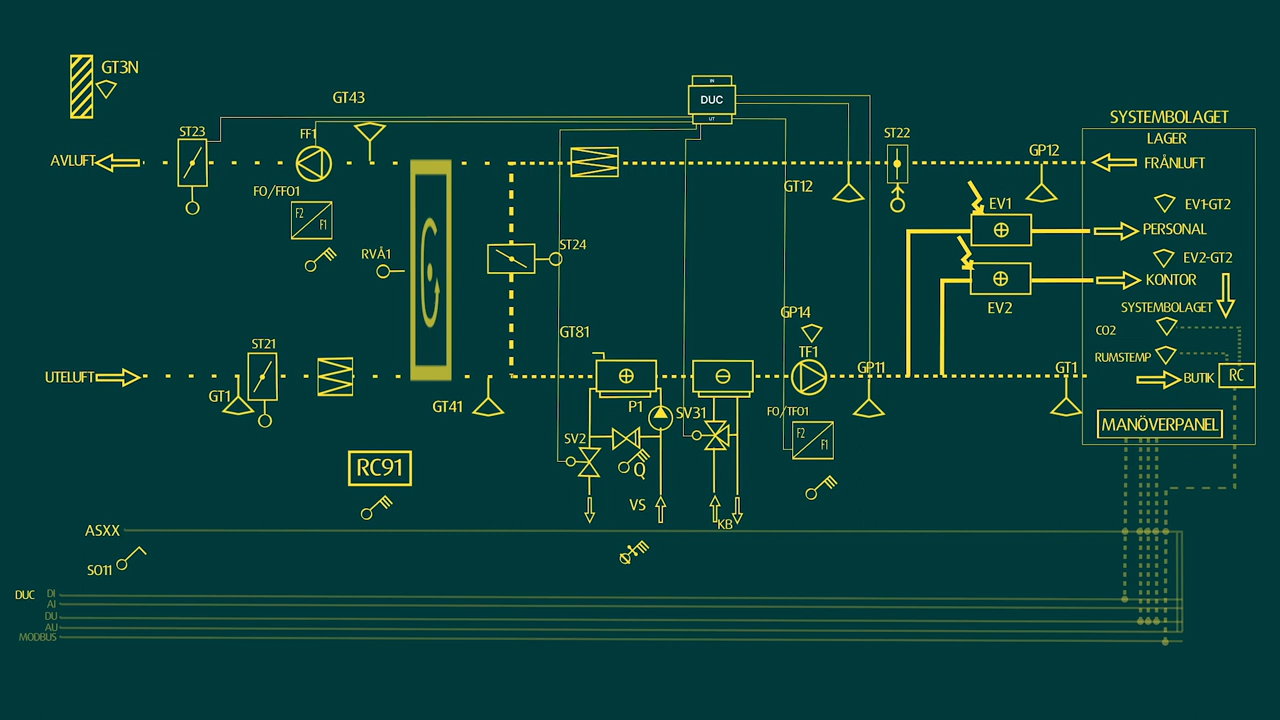 GT3N
IN
DUC
UT
GT43
SYSTEMBOLAGET
ST23
FF1
ST22
LAGER
AVLUFT
GP12
FRÅNLUFT
FO/FFO1
GT12
F2
F1
EV1
EV1-GT2
PERSONAL
ST24
RVÅ1
EV2-GT2
KONTOR
EV2
SYSTEMBOLAGET
GP14
CO2
GT81
ST21
TF1
RUMSTEMP
UTELUFT
GP11
GT1
BUTIK
RC
GT1
GT41
P1
SV31
FO/TFO1
F2
F1
MANÖVERPANEL
SV2
RC91
Q
VS
KB
ASXX
SO11
DUC
DI
AI
DU
AU
MODBUS